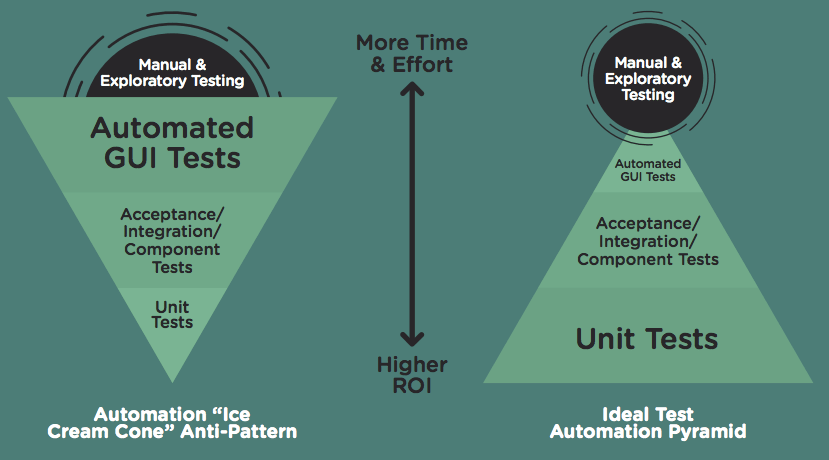 Manual &
Exploratory Testing
Automated
GUI Tests
Acceptance/
Integration/
Component
Tests
Unit
Tests
Automation “Ice
Cream Cone” Anti-Pattern
More Time
& Effort
Higher
ROI
Manual &
Exploratory
Testing
Automated
GUI Tests
Acceptance/
Integration/
Component Tests
Unit Tests
Ideal Test
Automation Pyramid